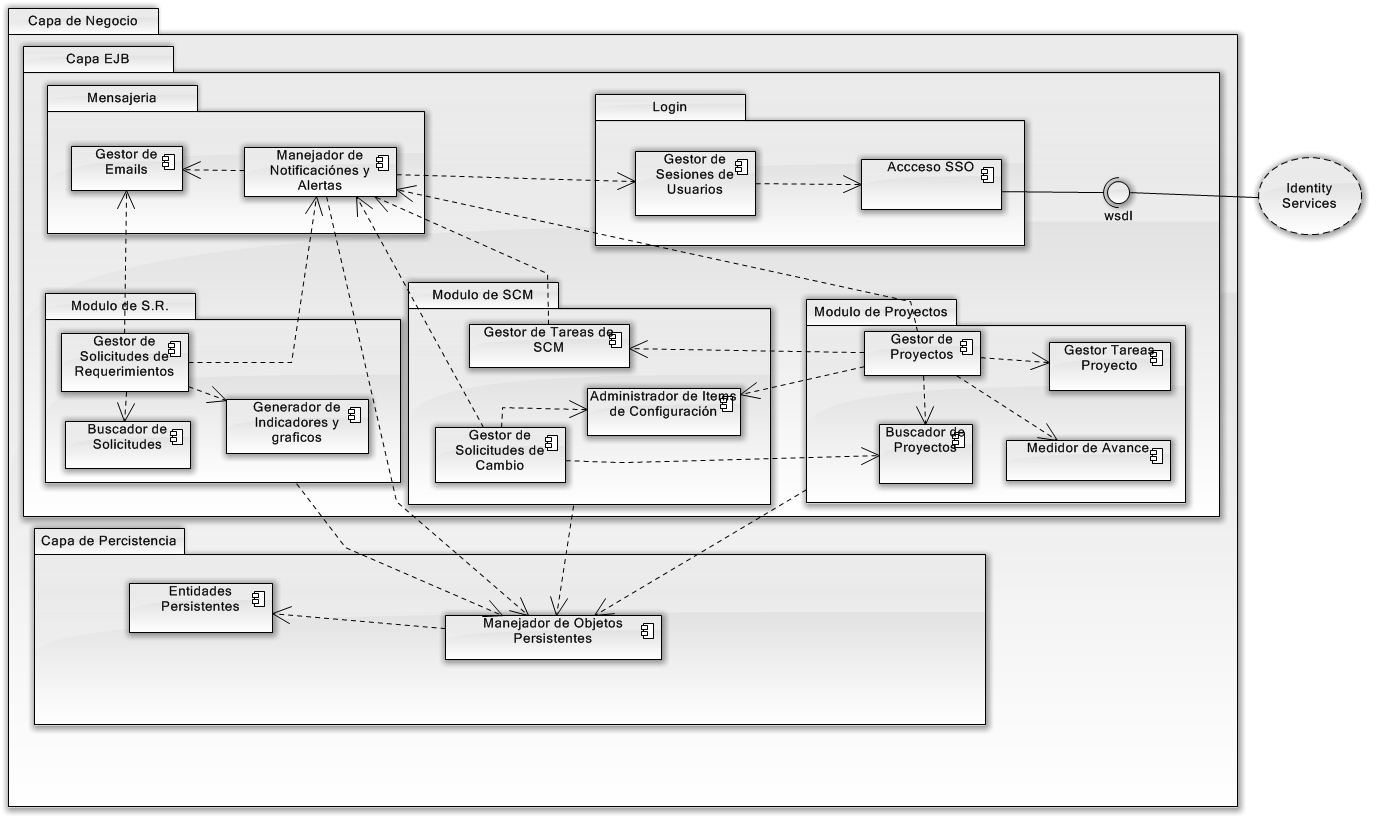 Capa de Negocio
Capa EJB
Mensajeria
Gestor de
Emails
Manejador de
Notificaciónes y
Alertas
Login
Gestor de
Sesiones de
Usuarios
Accceso SSO
wsdl
Identity
Services
Modulo de S.R.
Gestor de
Solicitudes de
Requerimientos
Buscador de
Solicitudes
Generador de
Indicadores y
graficos
Modulo de SCM
Gestor de Tareas de
SCM
Administrador de Items
de Configuración
Gestor de
Solicitudes de
Cambio
Modulo de Proyectos
Gestor de
Proyectos
Gestor Tareas
Proyecto
Buscador de
Proyectos
Medidor de Avance
Capa de Percistencia
Entidades
Persistentes
Manejador de Objetos
Persistentes